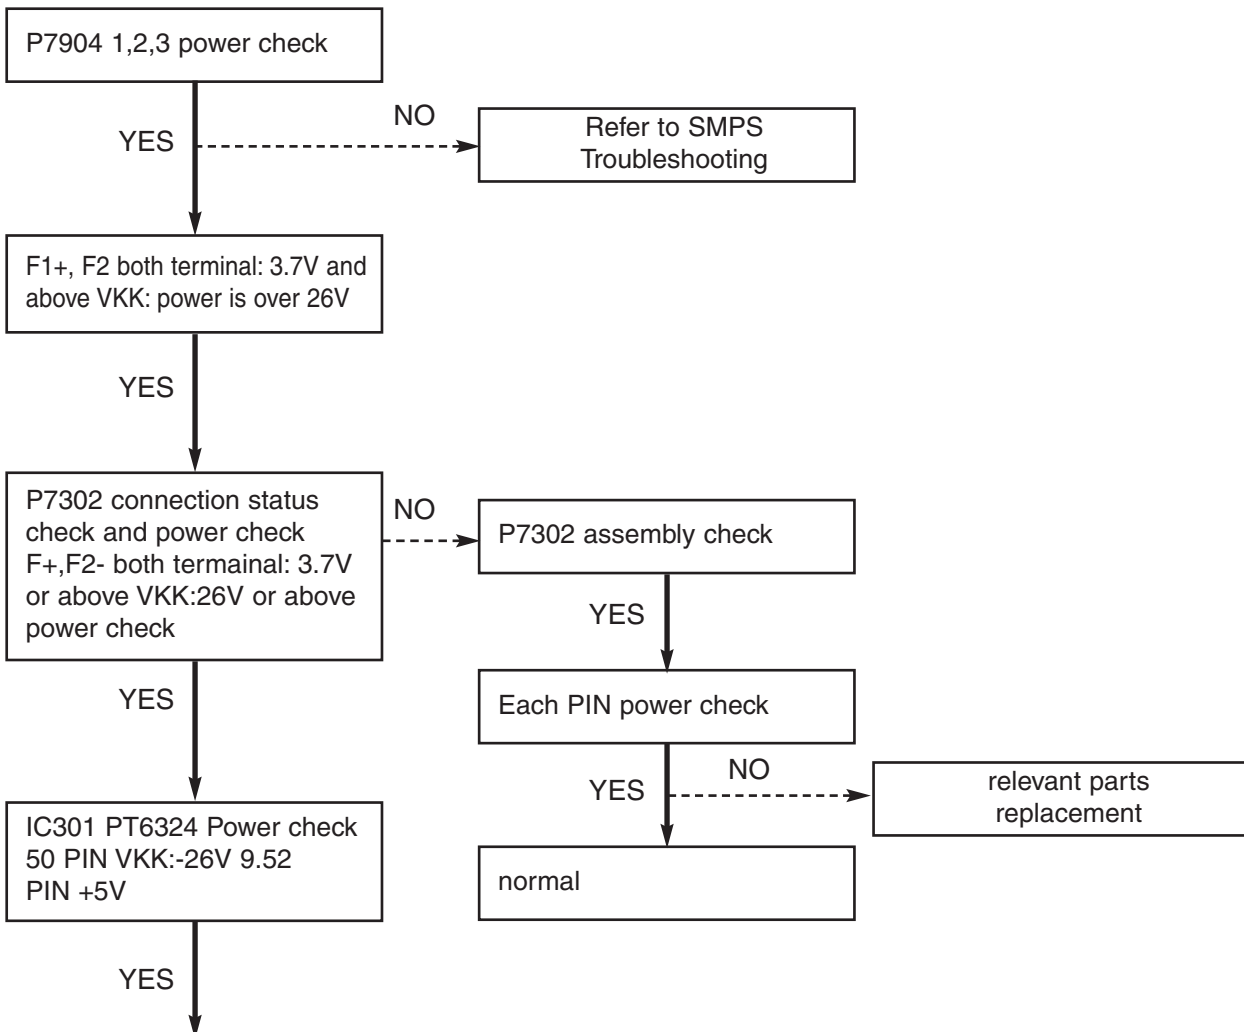 P7904 1,2,3 power check
YES
NO
Refer to SMPS
Troubleshooting
F1+, F2 both terminal: 3.7V and
above VKK: power is over 26V
YES
P7302 connection status
check and power check
F+,F2- both termainal: 3.7V
or above VKK:26V or above
power check
NO
P7302 assembly check
YES
YES
Each PIN power check
YES
NO
relevant parts
replacement
IC301 PT6324 Power check
50 PIN VKK:-26V 9.52
PIN +5V
normal
YES